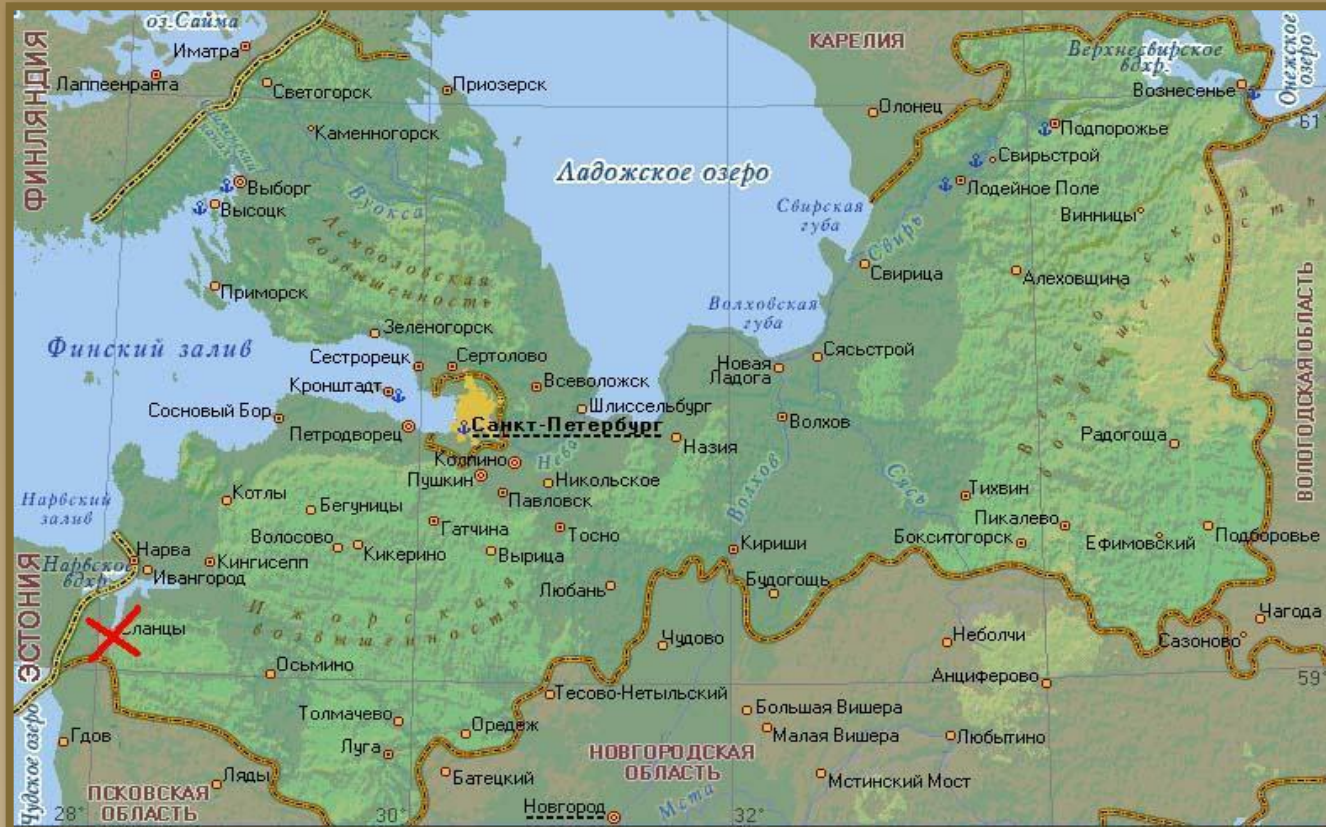 оз.Сайма
Иматра
Лаппеенранта
ФИНЛЯНДИЯ
Светогорск
Приозерск
Каменногорск
КАРЕЛИЯ
Олонец
Верхнесвирское
вдхр.
Вознесенье
Онежское
озеро
61
Подпорожье
Свирьстрой
Лодейное Поле
Винницы
Ладожское озеро
Выборг
Высоцк
Вуокса
Лемболовская
возвышенность
Свирская
губа
Свирь
Свирица
Алеховщина
Приморск
Зеленогорск
Волховская
губа
Финский залив
Сестрорецк
Сертолово
Новая
Ладога
Сясьстрой
Кронштадт
Всеволожск
Сосновый Бор
Шлиссельбург
Санкт-Петербург
Петродворец
Волхов
Назия
Нева
Колпино
Пушкин
Никольское
Павловск
Волхов
Сясь
Радогоща
Вепсовская
возвышенность
ВОЛОГОДСКАЯ ОБЛАСТЬ
Нарвский
залив
Котлы
Бегуницы
Гатчина
Тосно
Тихвин
Пикалево
Подборовье
Волосово
Кикерино
Вырица
Кириши
Бокситогорск
Ефимовский
Нарва
Нарвское
вдхр.
Ивангород
Кингисепп
Любань
Будогощь
Ижорская
возвышенность
ЭСТОНИЯ
Сланцы
Чагода
Сазоново
Чудово
Неболчи
Осьмино
59°
Анциферово
Тесово-Нетыльский
Толмачево
Оредеж
Большая Вишера
Малая Вишера
Любытино
Гдов
Луга
НОВГОРОДСКАЯ
ОБЛАСТЬ
Чудское озеро
Ляды
Батецкий
Мстинский Мост
ПСКОВСКАЯ
ОБЛАСТЬ
Мста
Новгород
28°
30°
32°